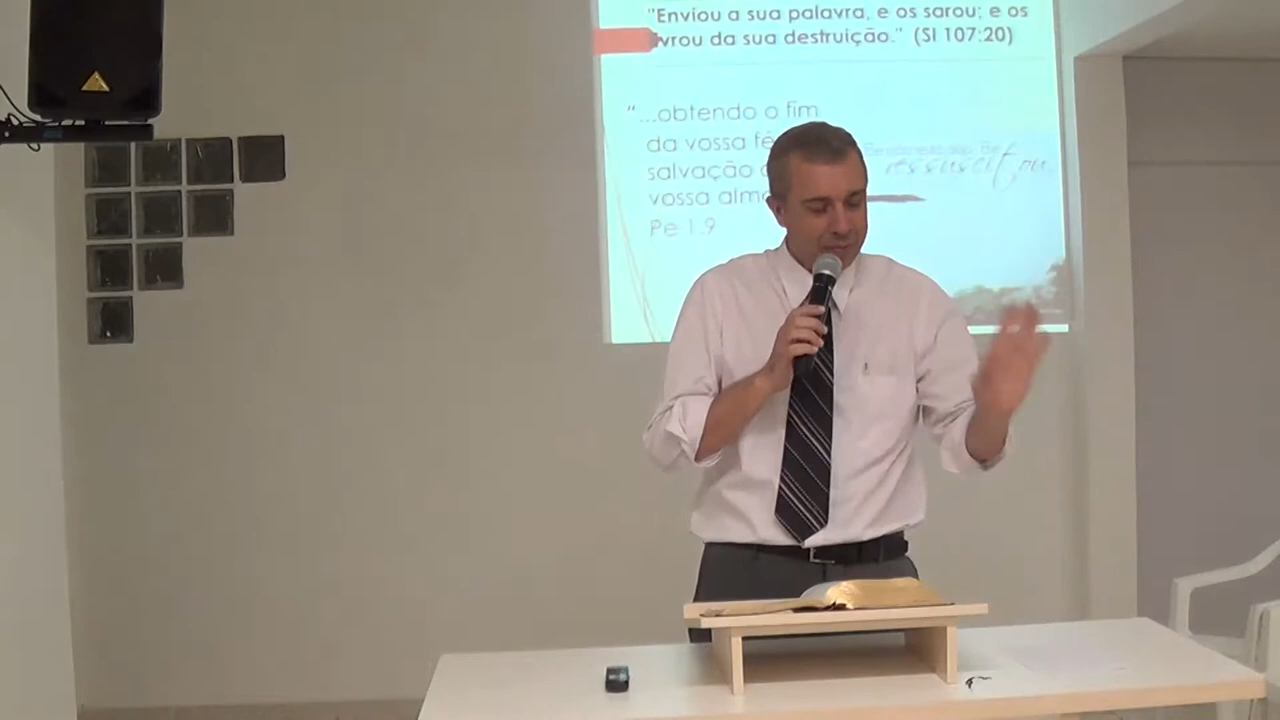 "Enviou a sua palavra, e os sarou; e os
vrou da sua destruição." (Sl 107:20)
"...obtendo o fim
da vossa fé
salvação
vossa alma
Pe 1.9
ressuscitou